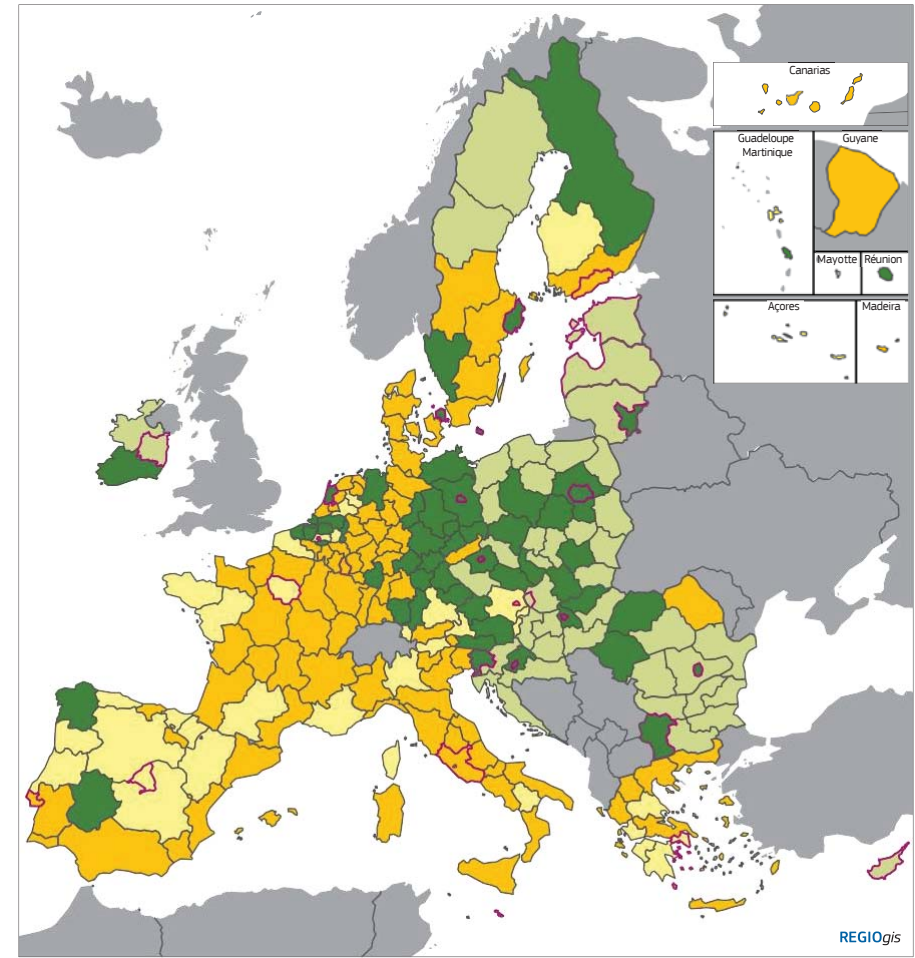 Canarias
Guadeloupe
Martinique
Guyane
Mayotte
Réunion
Açores
Madeira
REGIOgis